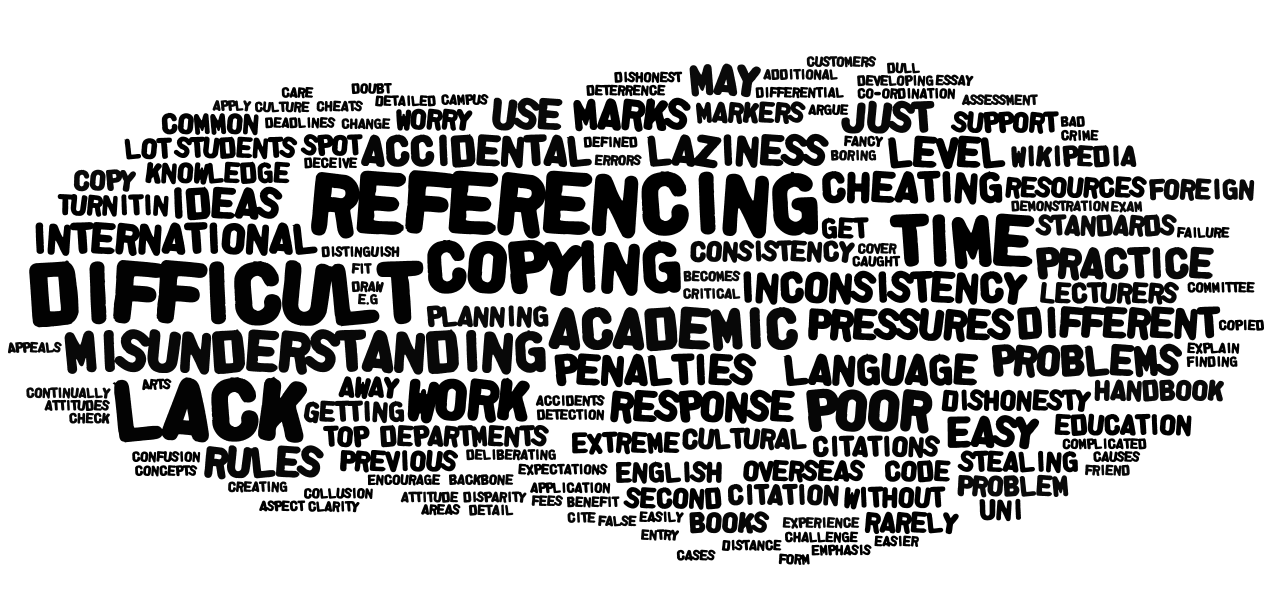 CUSTOMERS
DULL
DISHONEST MAY ADDITIONAL
DEVELOPING ESSAY
DETERRENCE DIFFERENTIAL CO-ORDINATION
CARE DOUBT
ASSESSMENT
APPLY CULTURE CHEATS DETAILED CAMPUS USE MARKS MARKERS ARGUE JUST SUPPORT BAD
COMMON DEADLINES CHANGE WORRY
CRIME
LOT STUDENTS SPOT ACCIDENTAL DEFINED LAZINESS FANCY LEVEL WIKIPEDIA
DECEIVE ERRORS BORING
COPY KNOWLEDGE REFERENCING CHEATING RESOURCES FOREIGN
TURNITIN IDEAS
DEMONSTRATION EXAM
GET TIME STANDARDS FAILURE
INTERNATIONAL DISTINGUISH COPYING CONSISTENCY COVER
CAUGHT PRACTICE
DIFFICULT FIT
DRAW
E.G
BECOMES
CRITICAL INCONSISTENCY LECTURERS COMMITTEE
PLANNING ACADEMIC PRESSURES DIFFERENT COPIED
APPEALS MISUNDERSTANDING PROBLEMS EXPLAIN
FINDING
PENALTIES LANGUAGE
CONTINUALLY ARTS LACK AWAY WORK ACCIDENTS RESPONSE POOR DISHONESTY HANDBOOK
ATTITUDES
CHECK GETTING DETECTION
TOP DEPARTMENTS EXTREME CULTURAL CITATIONS EASY EDUCATION
COMPLICATED
CONFUSION RULES PREVIOUS DELIBERATING STEALING CAUSES
CONCEPTS EXPECTATIONS ENGLISH OVERSEAS CODE FRIEND
CREATING ENCOURAGE BACKBONE APPLICATION PROBLEM
COLLUSION ATTITUDE DISPARITY FEES BENEFIT SECOND CITATION WITHOUT
ASPECT CLARITY AREAS DETAIL UNI
CITE FALSE EASILY BOOKS EXPERIENCE RARELY
ENTRY CHALLENGE EASIER
DISTANCE EMPHASIS
CASES FORM